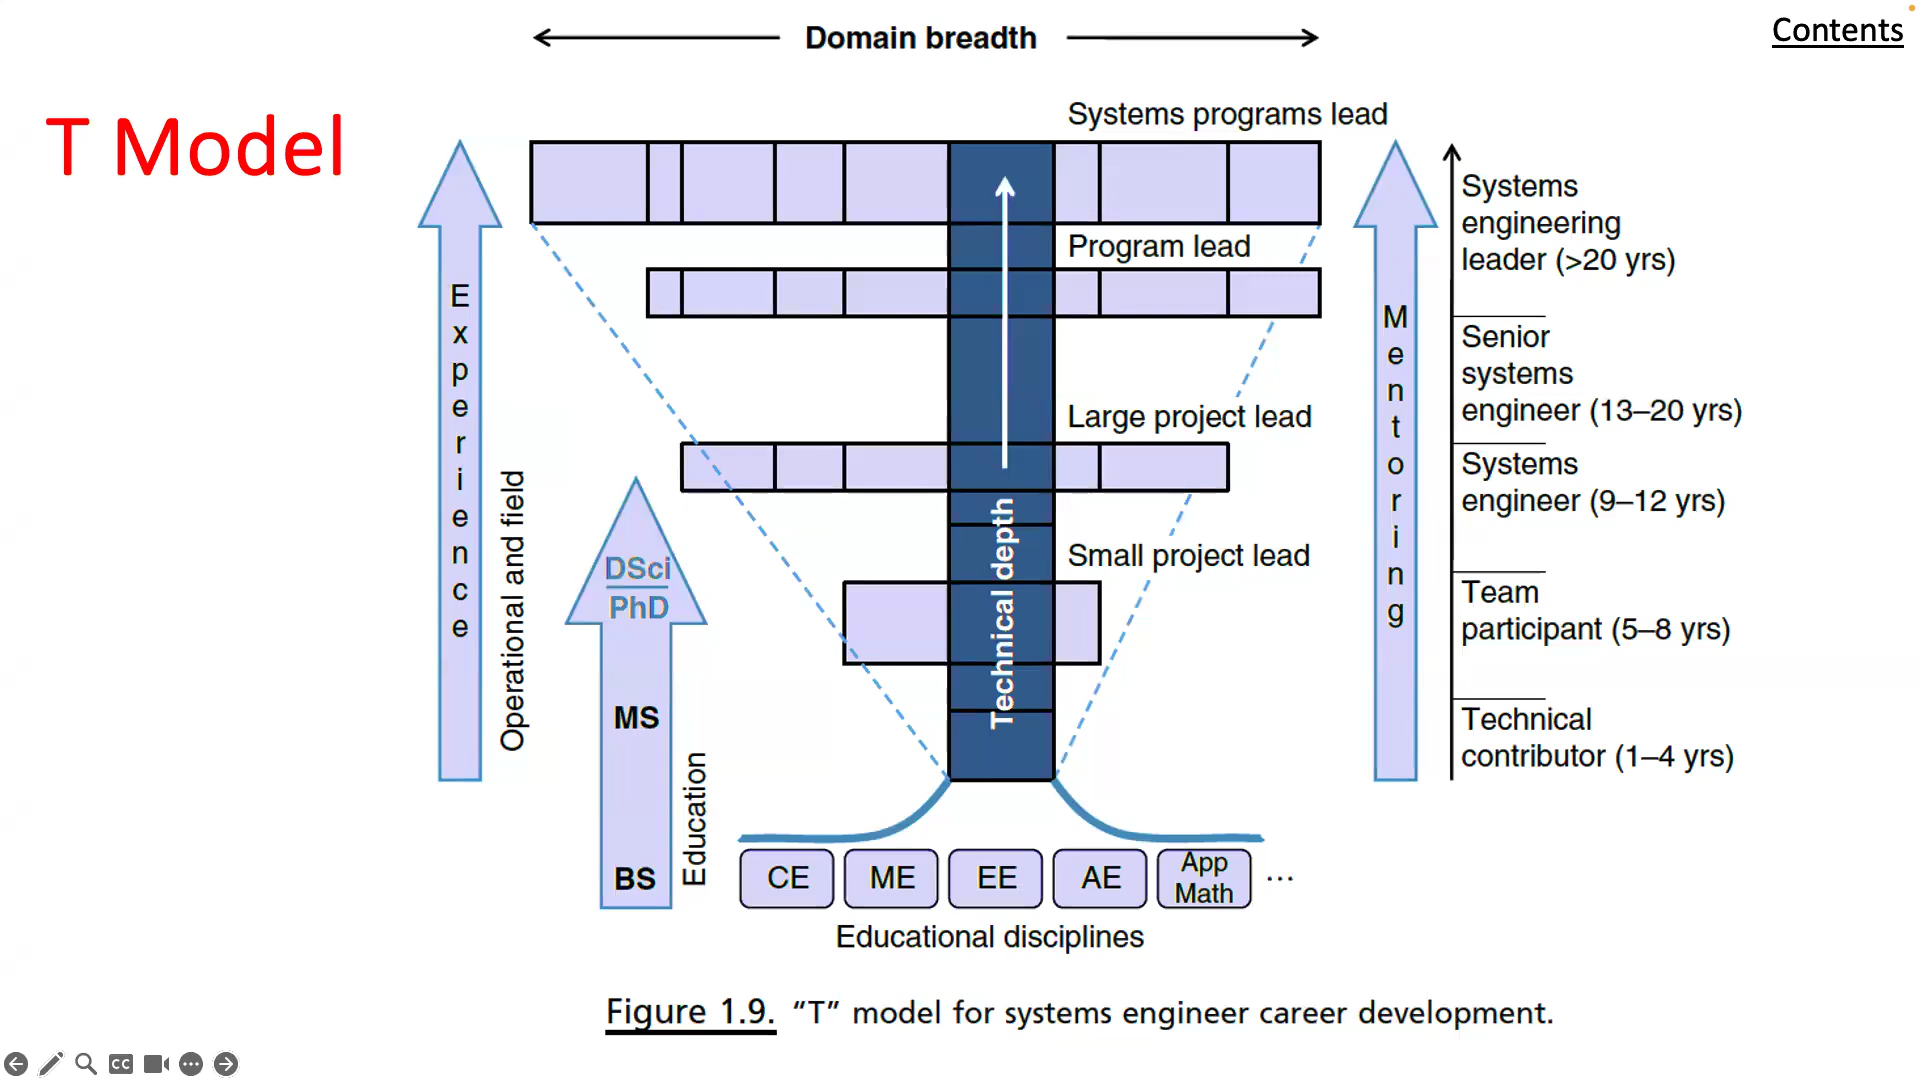 Contents
Domain breadth
T Model
Systems programs lead
Program lead
Large project lead
Small project lead
Experience
Operational and field
DSci
PhD
MS
BS
Education
Technical depth
Mentoring
Systems
engineering
leader (>20 yrs)
Senior
systems
engineer (13–20 yrs)
Systems
engineer (9–12 yrs)
Team
participant (5–8 yrs)
Technical
contributor (1–4 yrs)
CE
ME
EE
AE
App
Math
...
Educational disciplines
Figure 1.9. “T” model for systems engineer career development.
CC